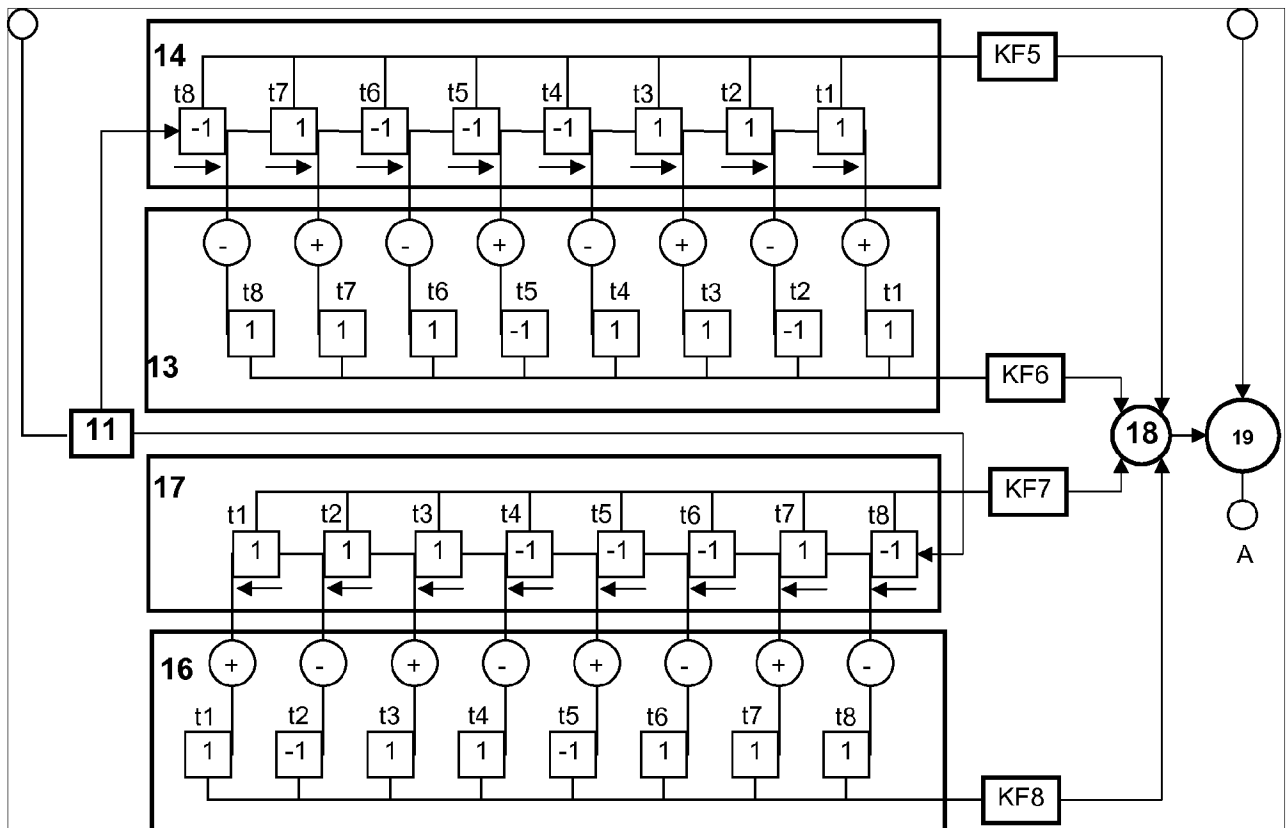 14
KF5
t8 t7 t6 t5 t4 t3 t2 t1
-1 1 -1 -1 -1 1 1 1
- + - + - + - +
t8 t7 t6 t5 t4 t3 t2 t1
1 1 1 -1 1 1 -1 1
13
KF6
11
18
19
17
KF7
t1 t2 t3 t4 t5 t6 t7 t8
1 1 1 -1 -1 -1 1 -1
A
16
+ - + - + - + -
t1 t2 t3 t4 t5 t6 t7 t8
1 -1 1 1 -1 1 1 1
KF8